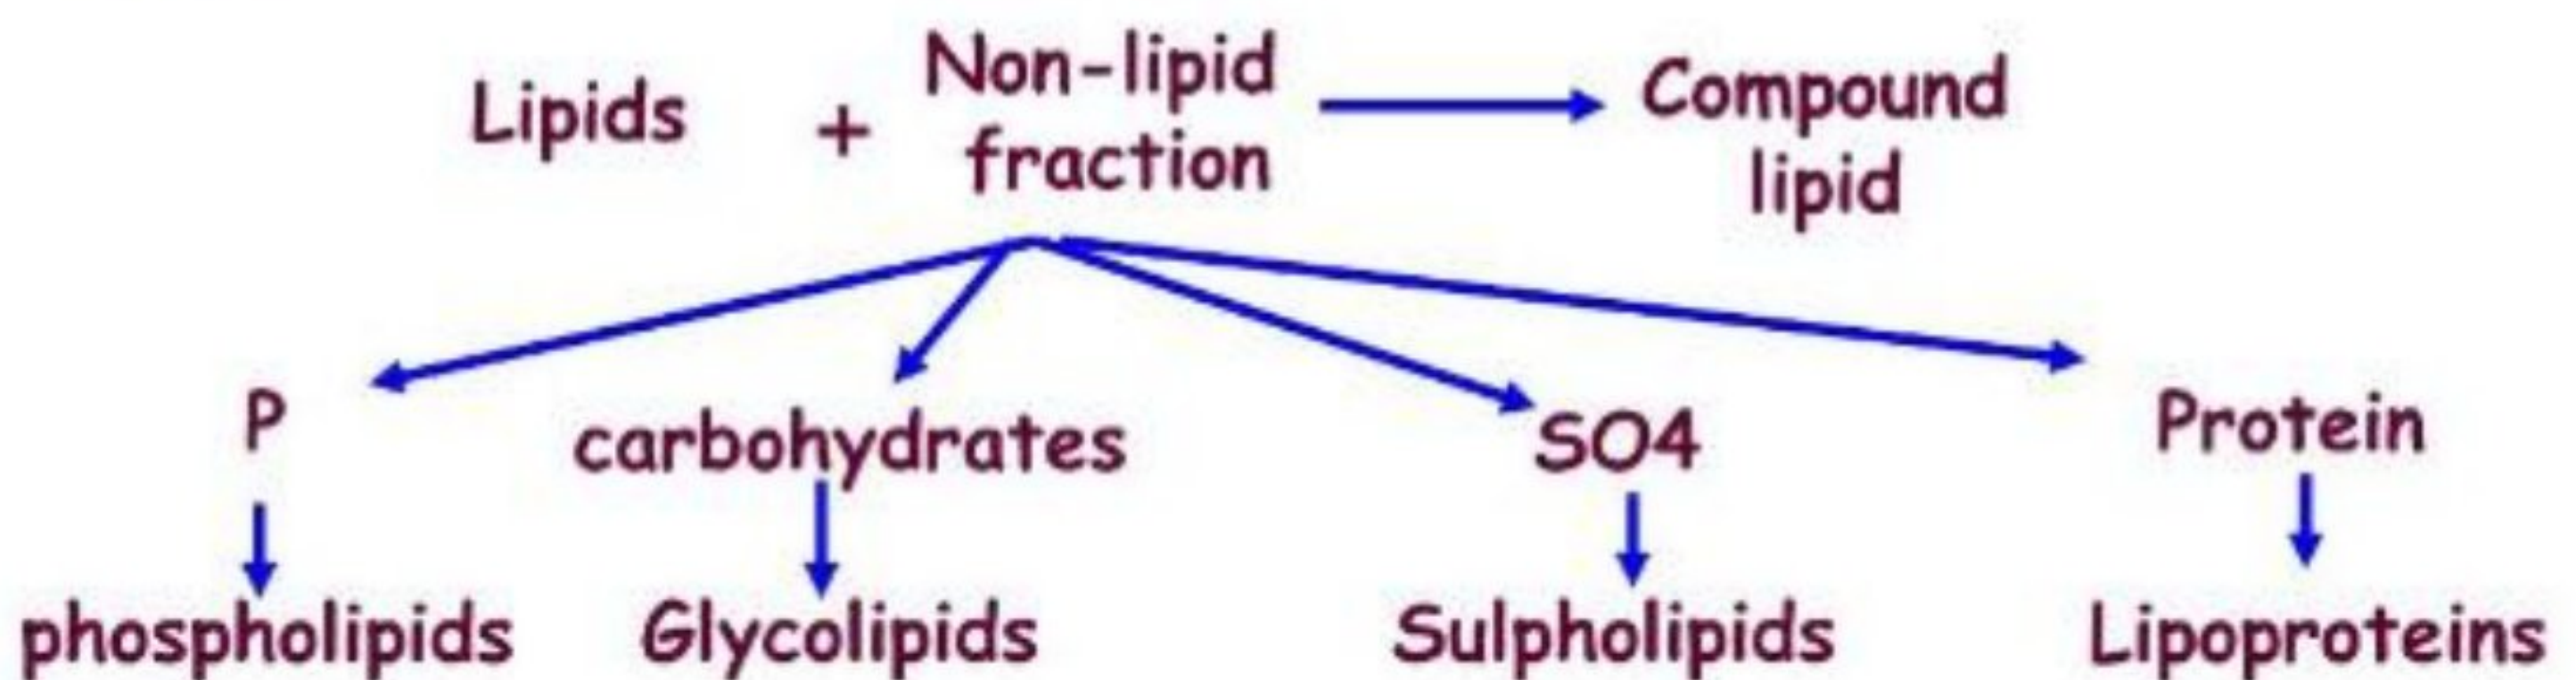 Lipids + Non-lipid fraction Compound lipid
P carbohydrates SO4 Protein
phospholipids Glycolipids Sulpholipids Lipoproteins